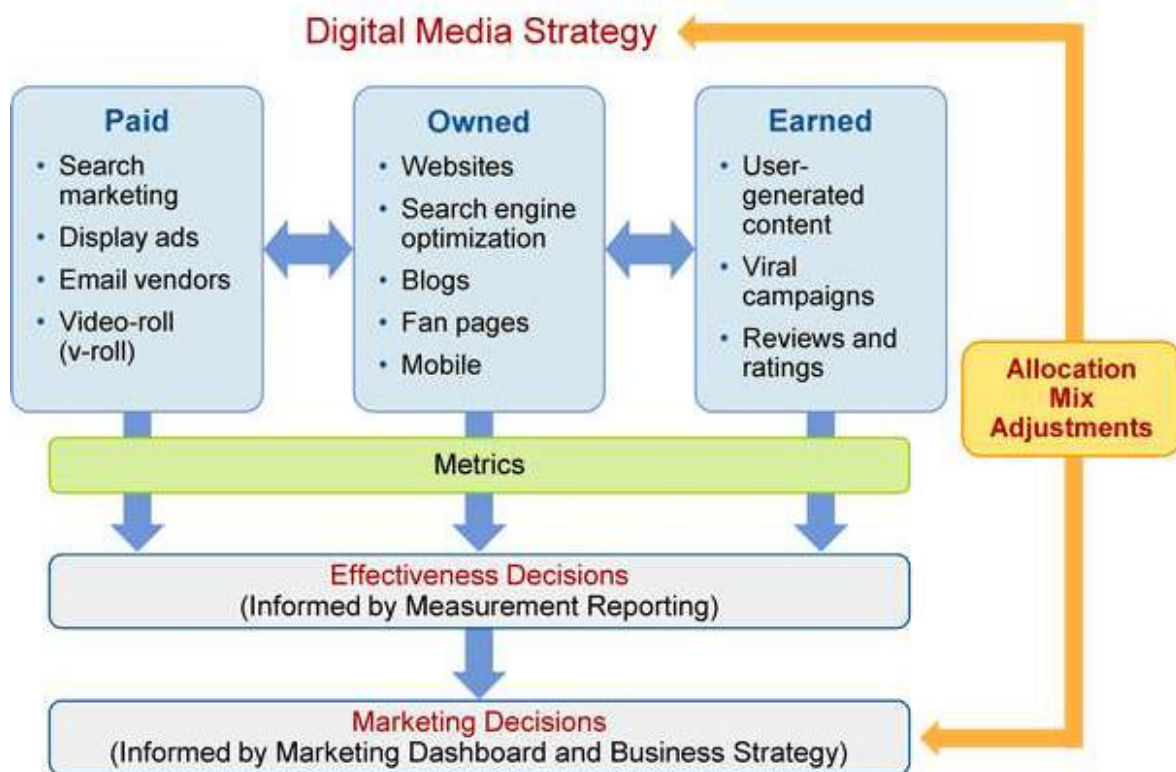 Digital Media Strategy
Paid
• Search
marketing
• Display ads
• Email vendors
• Video-roll
(v-roll)
Owned
• Websites
• Search engine
optimization
• Blogs
• Fan pages
• Mobile
Earned
• User-
generated
content
• Viral
campaigns
• Reviews and
ratings
Allocation
Mix
Adjustments
Metrics
Effectiveness Decisions
(Informed by Measurement Reporting)
Marketing Decisions
(Informed by Marketing Dashboard and Business Strategy)